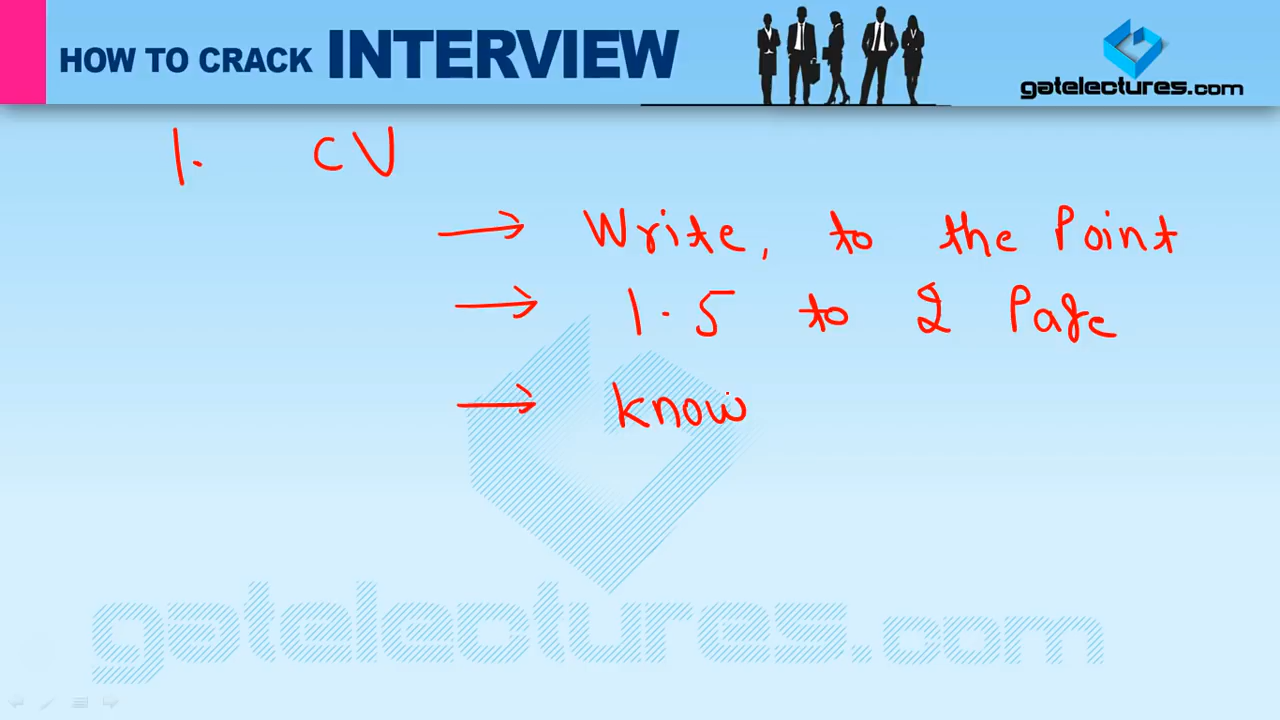 HOW TO CRACK INTERVIEW
gatelectures.com
1. CV
→ Write, to the Point
→ 1.5 to 2 Page
→ know
gatelectures.com